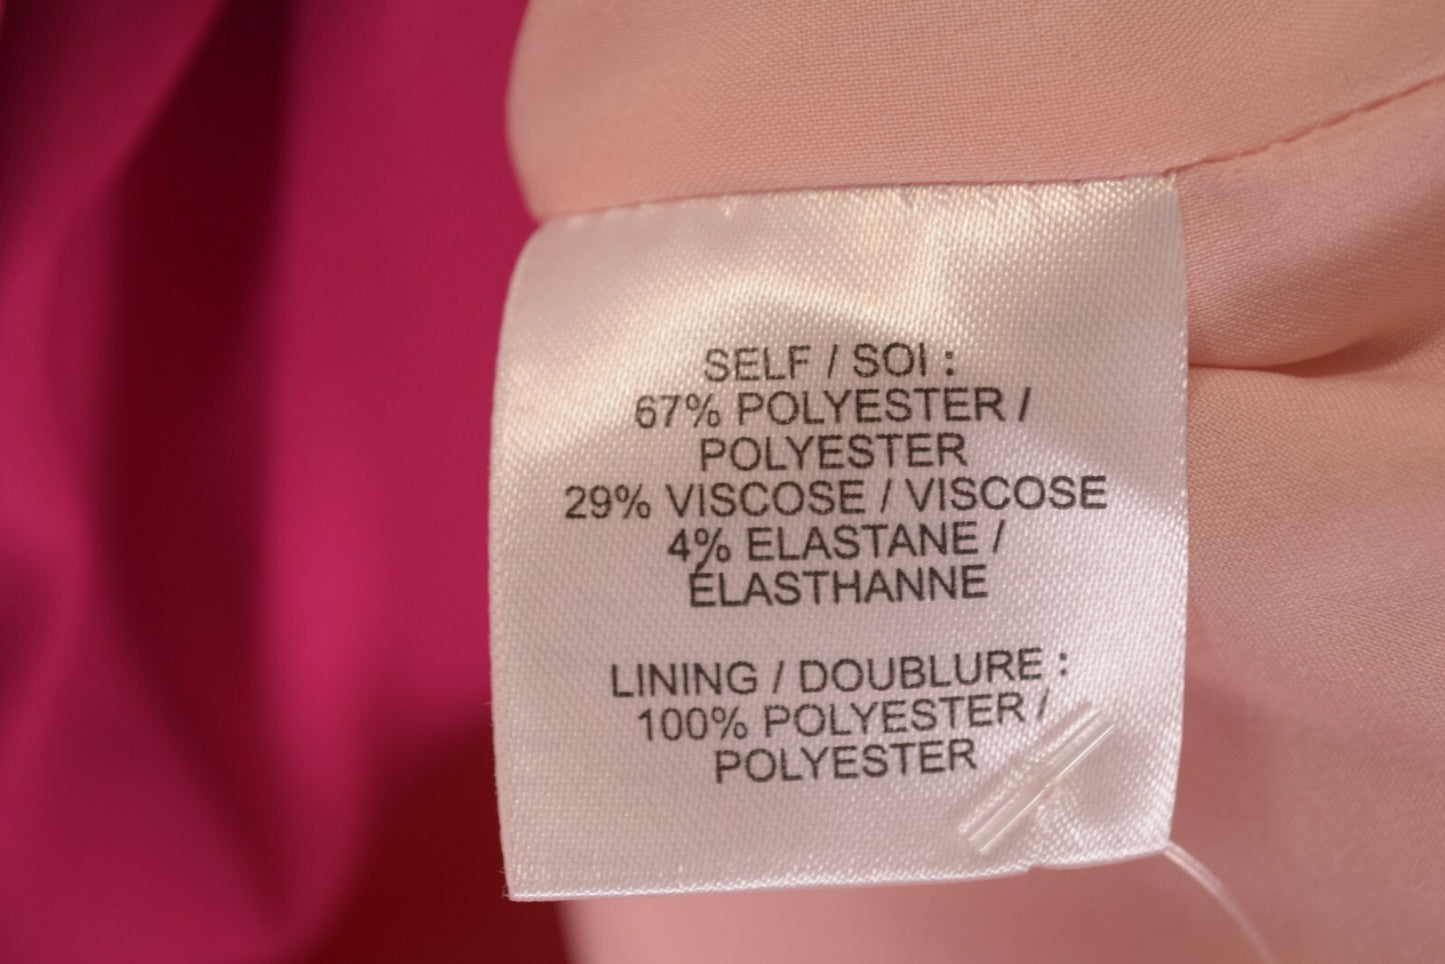 SELF / SOI :
67% POLYESTER /
POLYESTER
29% VISCOSE / VISCOSE
4% ELASTANE /
ÉLASTHANNE
LINING / DOUBLURE :
100% POLYESTER /
POLYESTER